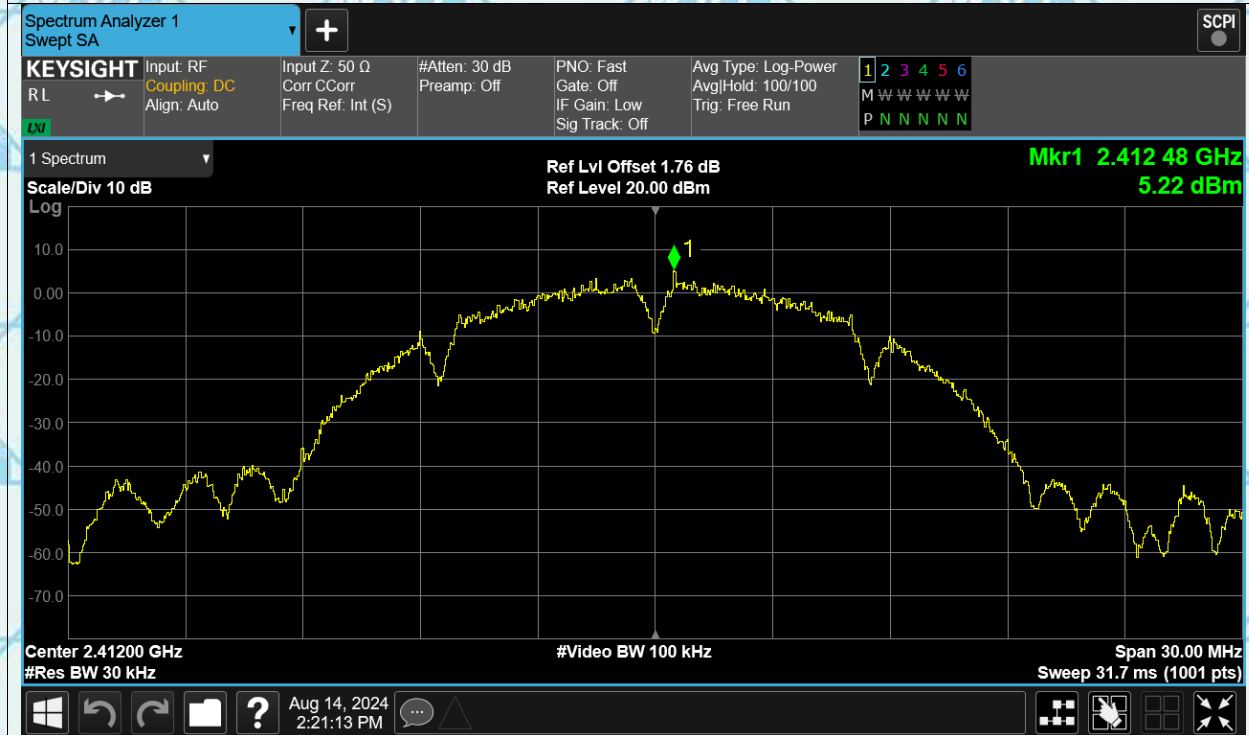 Spectrum Analyzer 1
Swept SA
SCPI
KEYSIGHT
RL
LXI
Input: RF
Coupling: DC
Align: Auto
Input Z: 50 Ω
Corr CCorr
Freq Ref: Int (S)
#Atten: 30 dB
Preamp: Off
PNO: Fast
Gate: Off
IF Gain: Low
Sig Track: Off
Avg Type: Log-Power
Avg|Hold: 100/100
Trig: Free Run
1 2 3 4 5 6
M W W W W W W
P N N N N N N
1 Spectrum
Scale/Div 10 dB
Log
Ref Lvl Offset 1.76 dB
Ref Level 20.00 dBm
Mkr1 2.412 48 GHz
5.22 dBm
1
10.0
0.00
-10.0
-20.0
-30.0
-40.0
-50.0
-60.0
-70.0
Center 2.41200 GHz
#Video BW 100 kHz
Span 30.00 MHz
#Res BW 30 kHz
Sweep 31.7 ms (1001 pts)
?
Aug 14, 2024
2:21:13 PM